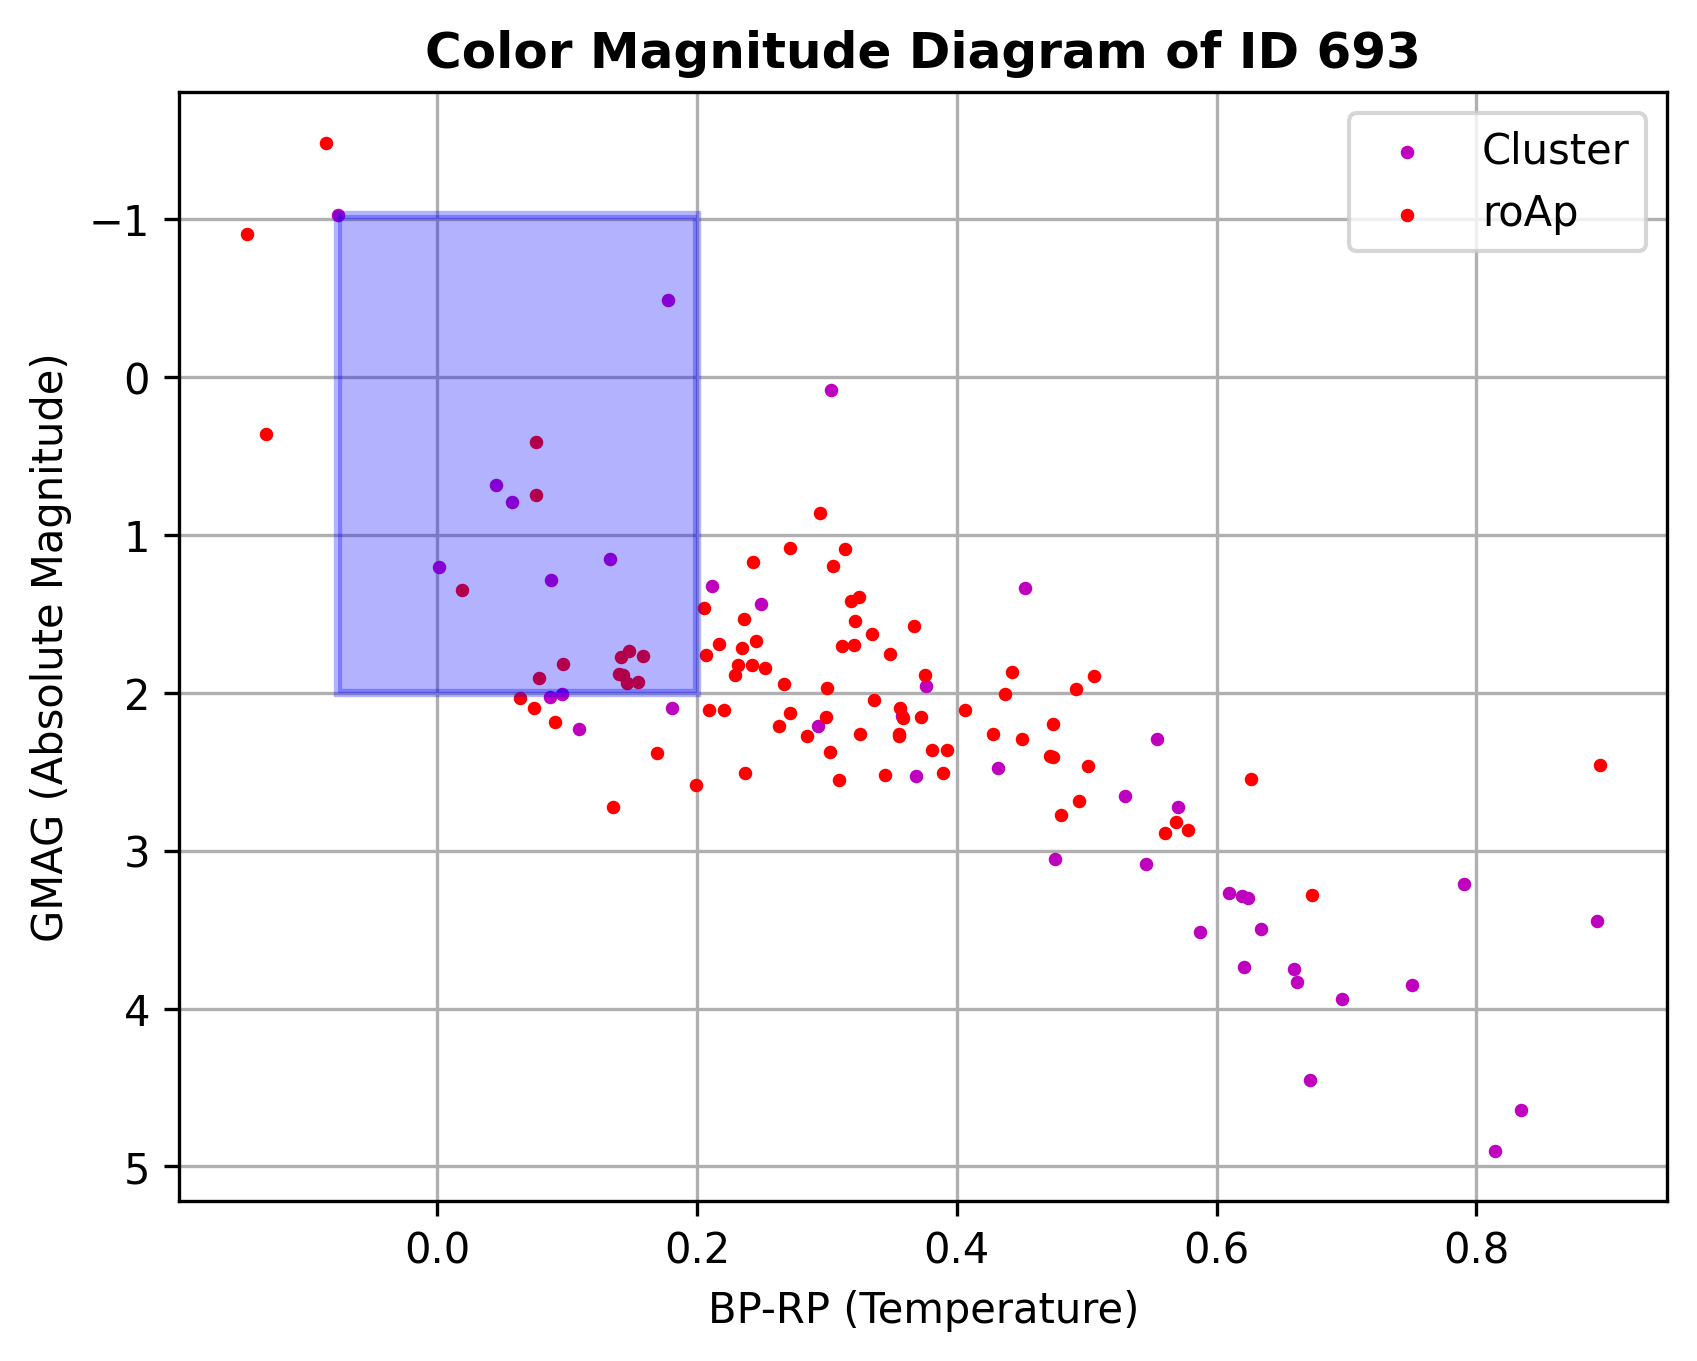 Color Magnitude Diagram of ID 693
Cluster
roAp
GMAG (Absolute Magnitude)
−1
0
1
2
3
4
5
0.0 0.2 0.4 0.6 0.8
BP-RP (Temperature)